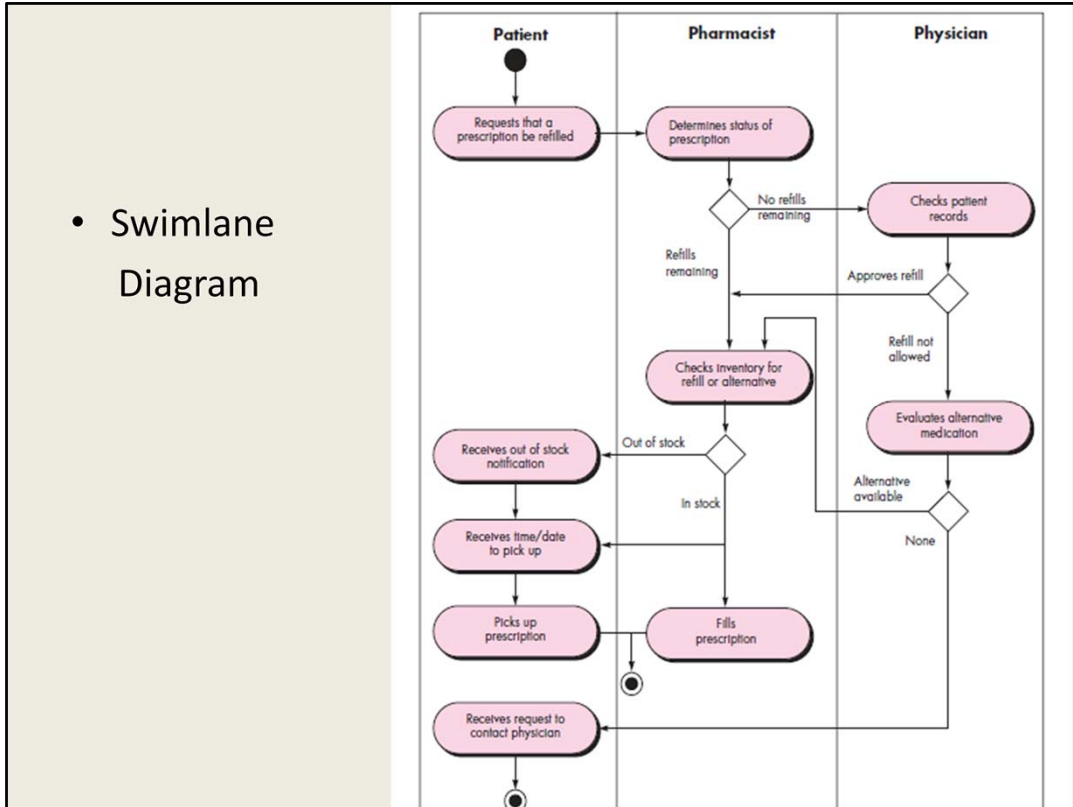 • Swimlane
Diagram
Patient
Pharmacist
Physician
Requests that a
prescription be refilled
Determines status of
prescription
No refills
remaining
Checks patient
records
Refills
remaining
Approves refill
Refill not
allowed
Checks inventory for
refill or alternative
Evaluates alternative
medication
Receives out of stock
notification
Out of stock
Alternative
available
In stock
None
Receives time/date
to pick up
Picks up
prescription
Fills
prescription
Receives request to
contact physician